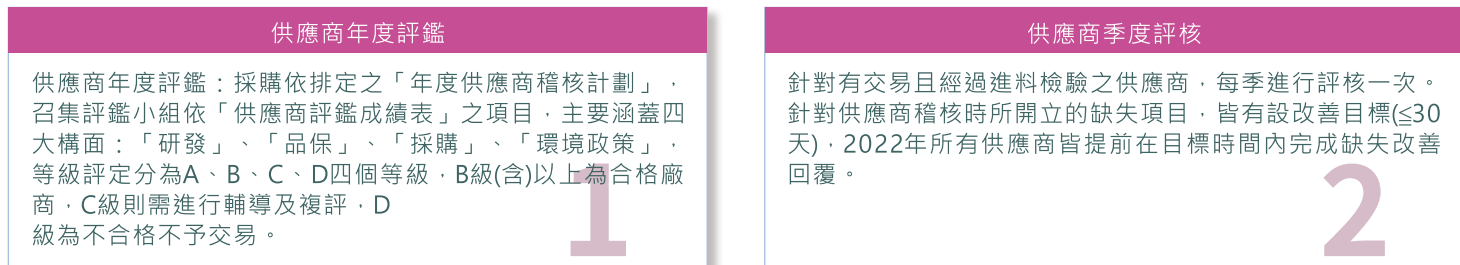 供應商年度評鑑
供應商年度評鑑：採購依排定之「年度供應商稽核計劃」，
召集評鑑小組依「供應商評鑑成績表」之項目，主要涵蓋四
大構面：「研發」、「品保」、「採購」、「環境政策」，
等級評定分為A、B、C、D四個等級，B級(含)以上為合格廠
商，C級則需進行輔導及複評，D
級為不合格不予交易。
1
供應商季度評核
針對有交易且經過進料檢驗之供應商，每季進行評核一次。
針對供應商稽核時所開立的缺失項目，皆有設改善目標(≦30
天)，2022年所有供應商皆提前在目標時間內完成缺失改善
回覆。
2